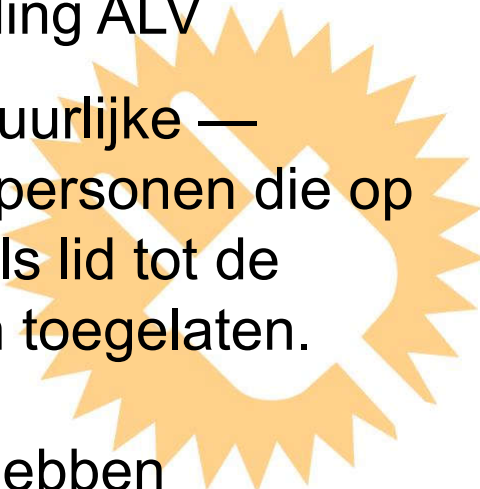 ling ALV
uurlijke —
personen die op
ls lid tot de
toegelaten.
ebben